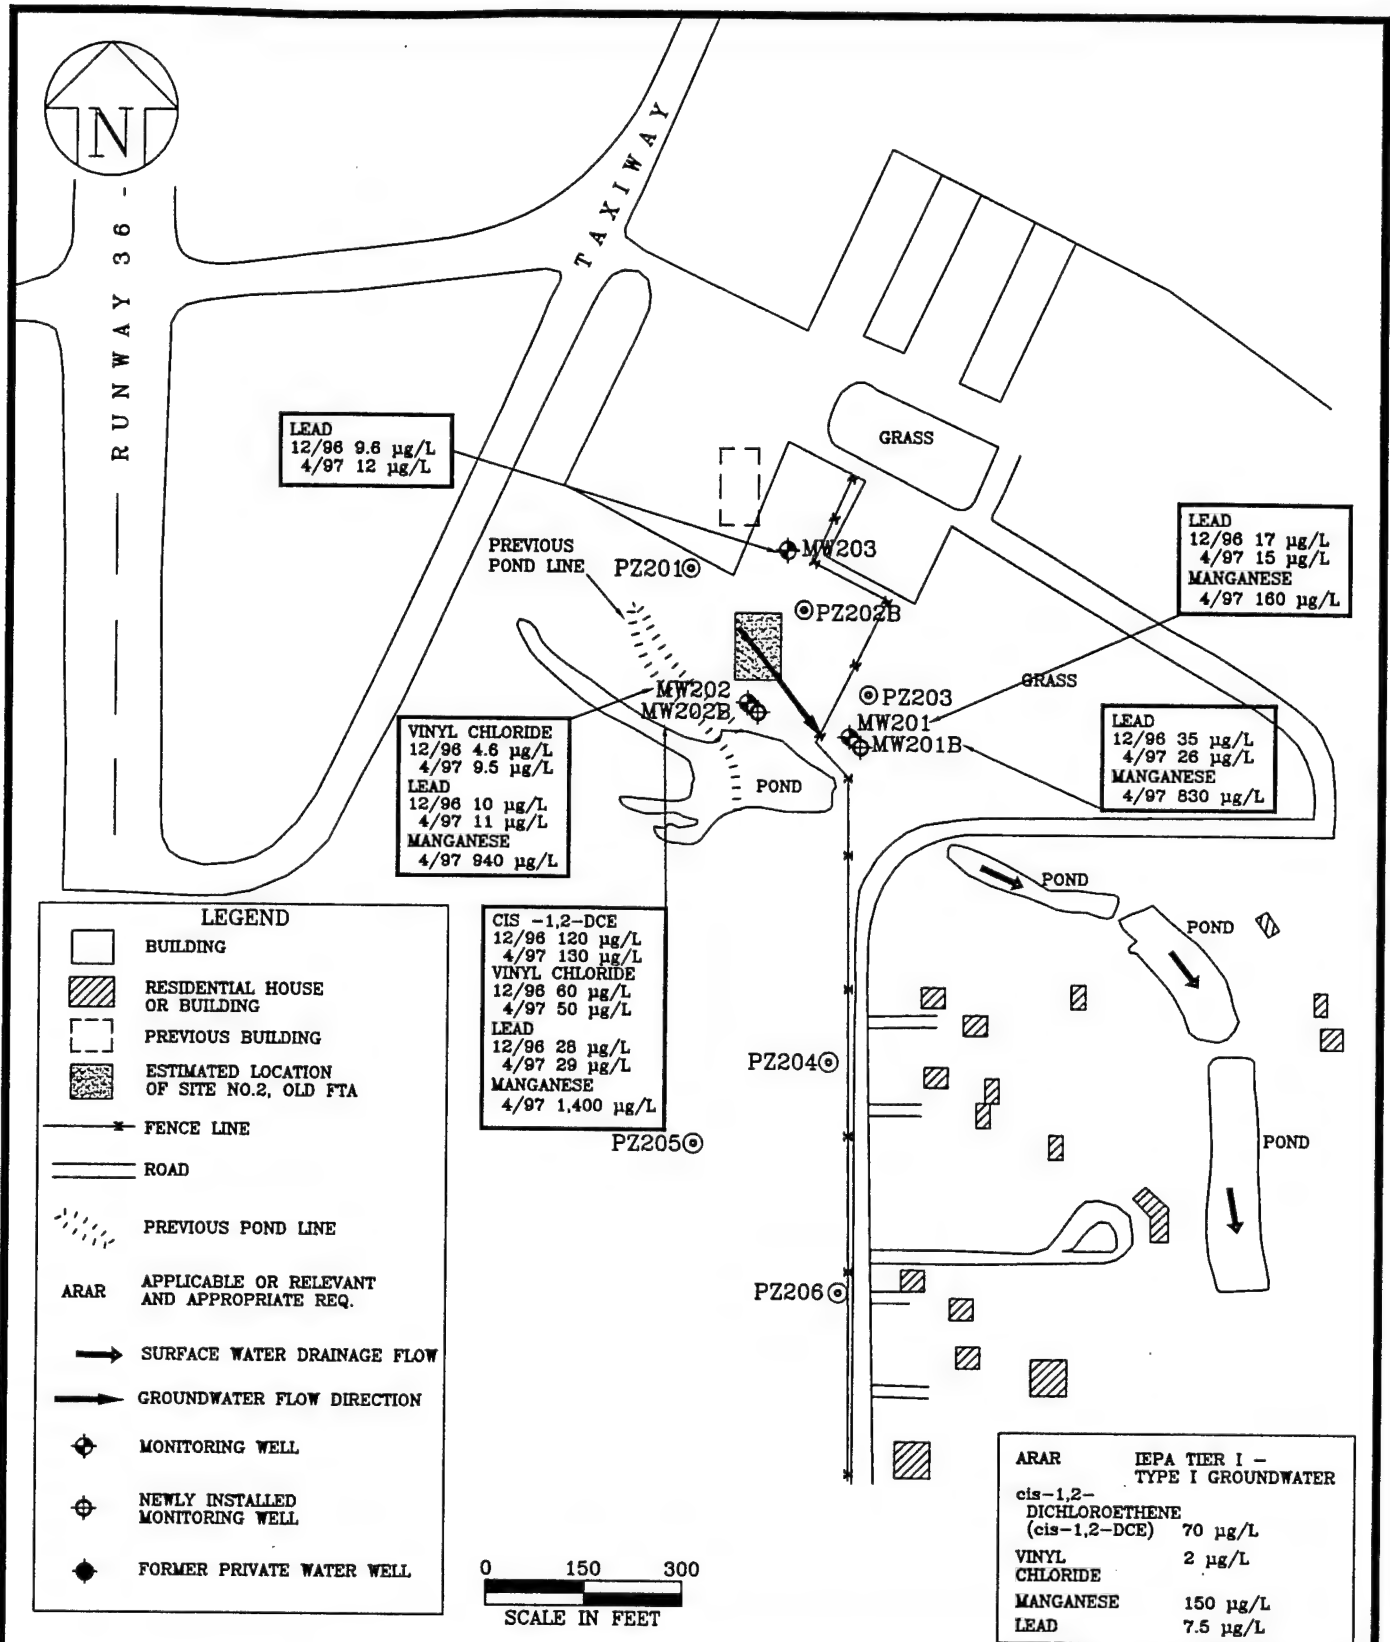 N
RUNWAY 36 -
TAXIWAY
GRASS
LEAD
12/96 9.6 µg/L
4/97 12 µg/L
PREVIOUS
POND LINE
PZ201
MW203
PZ202B
LEAD
12/96 17 µg/L
4/97 15 µg/L
MANGANESE
4/97 160 µg/L
GRASS
PZ203
MW202
MW202B
MW201
MW201B
LEAD
12/96 35 µg/L
4/97 26 µg/L
MANGANESE
4/97 830 µg/L
VINYL CHLORIDE
12/96 4.6 µg/L
4/97 9.5 µg/L
LEAD
12/96 10 µg/L
4/97 11 µg/L
MANGANESE
4/97 940 µg/L
POND
POND
POND
POND
CIS -1,2-DCE
12/96 120 µg/L
4/97 130 µg/L
VINYL CHLORIDE
12/96 60 µg/L
4/97 50 µg/L
LEAD
12/96 28 µg/L
4/97 29 µg/L
MANGANESE
4/97 1,400 µg/L
PZ204
PZ205
PZ206
LEGEND
BUILDING
RESIDENTIAL HOUSE
OR BUILDING
PREVIOUS BUILDING
ESTIMATED LOCATION
OF SITE NO.2, OLD FTA
FENCE LINE
ROAD
PREVIOUS POND LINE
ARAR APPLICABLE OR RELEVANT
AND APPROPRIATE REQ.
SURFACE WATER DRAINAGE FLOW
GROUNDWATER FLOW DIRECTION
MONITORING WELL
NEWLY INSTALLED
MONITORING WELL
FORMER PRIVATE WATER WELL
0 150 300
SCALE IN FEET
ARAR IEPA TIER I -
TYPE I GROUNDWATER
cis-1,2-
DICHLOROETHENE
(cis-1,2-DCE) 70 µg/L
VINYL 2 µg/L
CHLORIDE
MANGANESE 150 µg/L
LEAD 7.5 µg/L